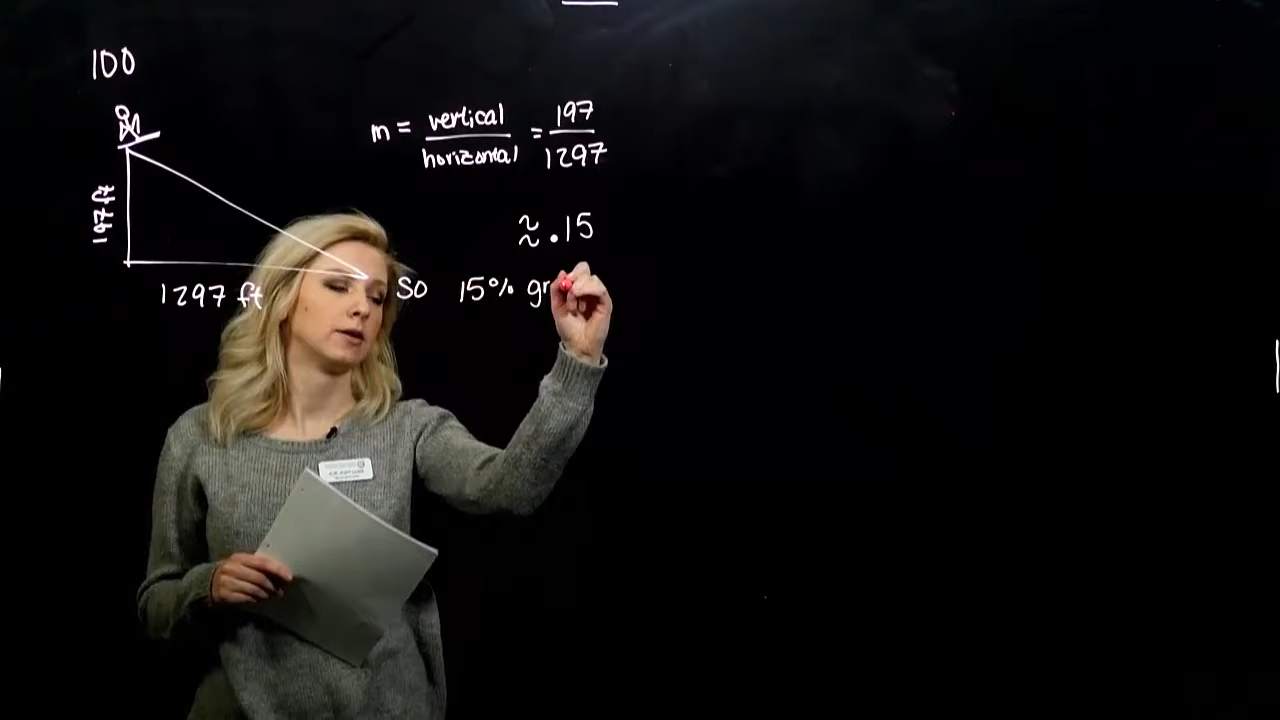 100
m = vertical / horizontal = 197 / 1297
197 ft
≈ .15
1297 ft
So 15% gr